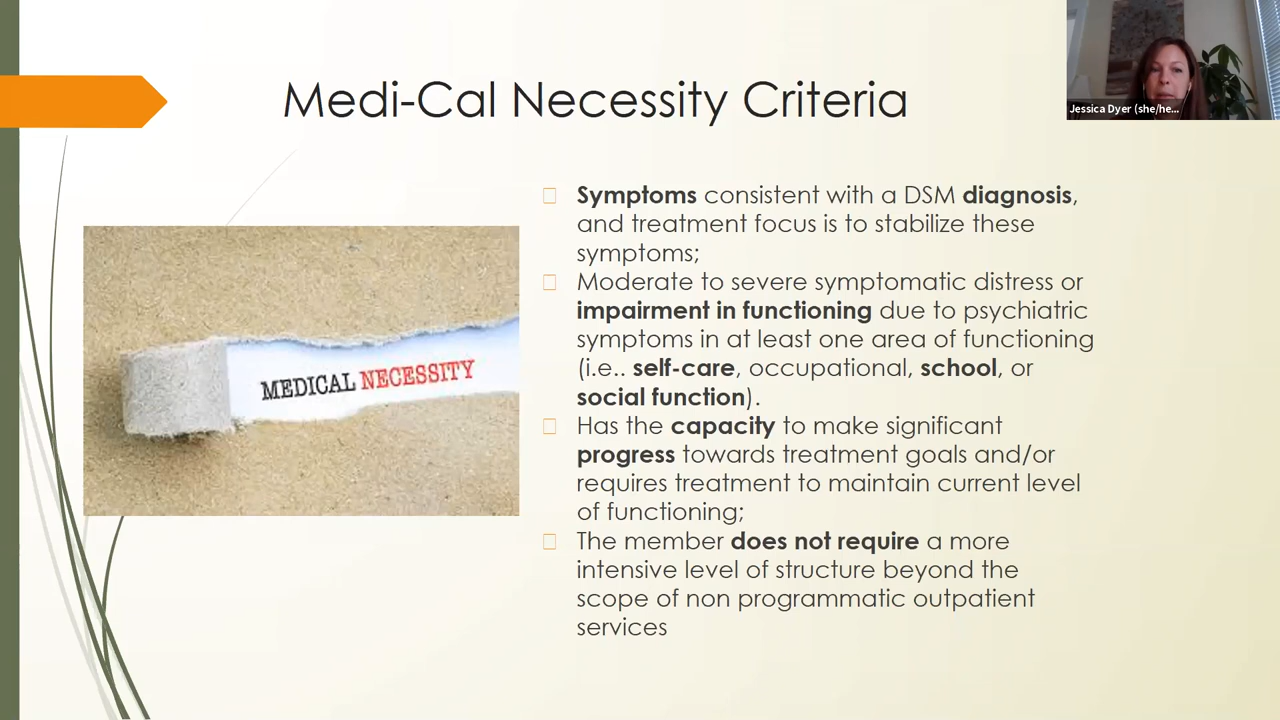 Medi-Cal Necessity Criteria
Jessica Dyer (she/he...
Symptoms consistent with a DSM diagnosis,
and treatment focus is to stabilize these
symptoms;
Moderate to severe symptomatic distress or
impairment in functioning due to psychiatric
symptoms in at least one area of functioning
(i.e.. self-care, occupational, school, or
social function).
Has the capacity to make significant
progress towards treatment goals and/or
requires treatment to maintain current level
of functioning;
The member does not require a more
intensive level of structure beyond the
scope of non programmatic outpatient
services
MEDICAL NECESSITY